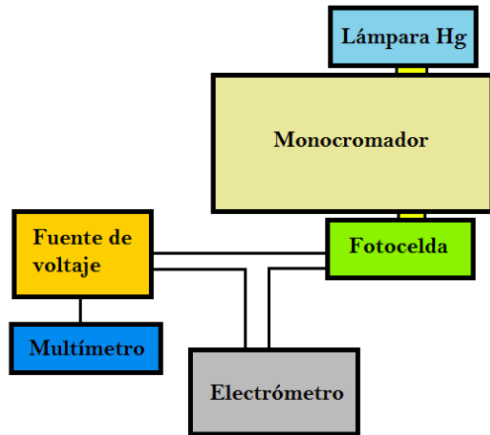 Lámpara Hg
Monocromador
Fuente de
voltaje
Fotocelda
Multímetro
Electrómetro